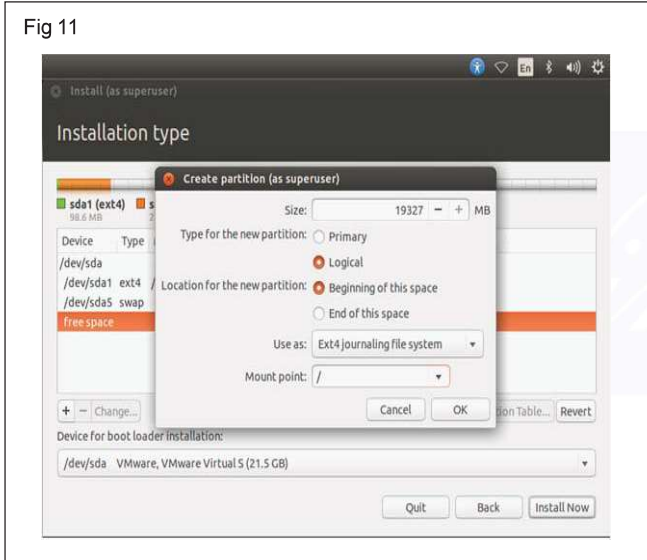 Fig 11
En
Install (as superuser)
Installation type
Create partition (as superuser)
sda1 (ext4) s
98.6 MB 2
Size: 19327 − + MB
Type for the new partition: Primary
Logical
Location for the new partition: Beginning of this space
End of this space
Use as: Ext4 journaling file system
Mount point: /
Cancel OK
Device Type
/dev/sda
/dev/sda1 ext4 /
/dev/sda5 swap
free space
+ − Change... ion Table... Revert
Device for boot loader installation:
/dev/sda VMware, VMware Virtual S (21.5 GB)
Quit Back Install Now